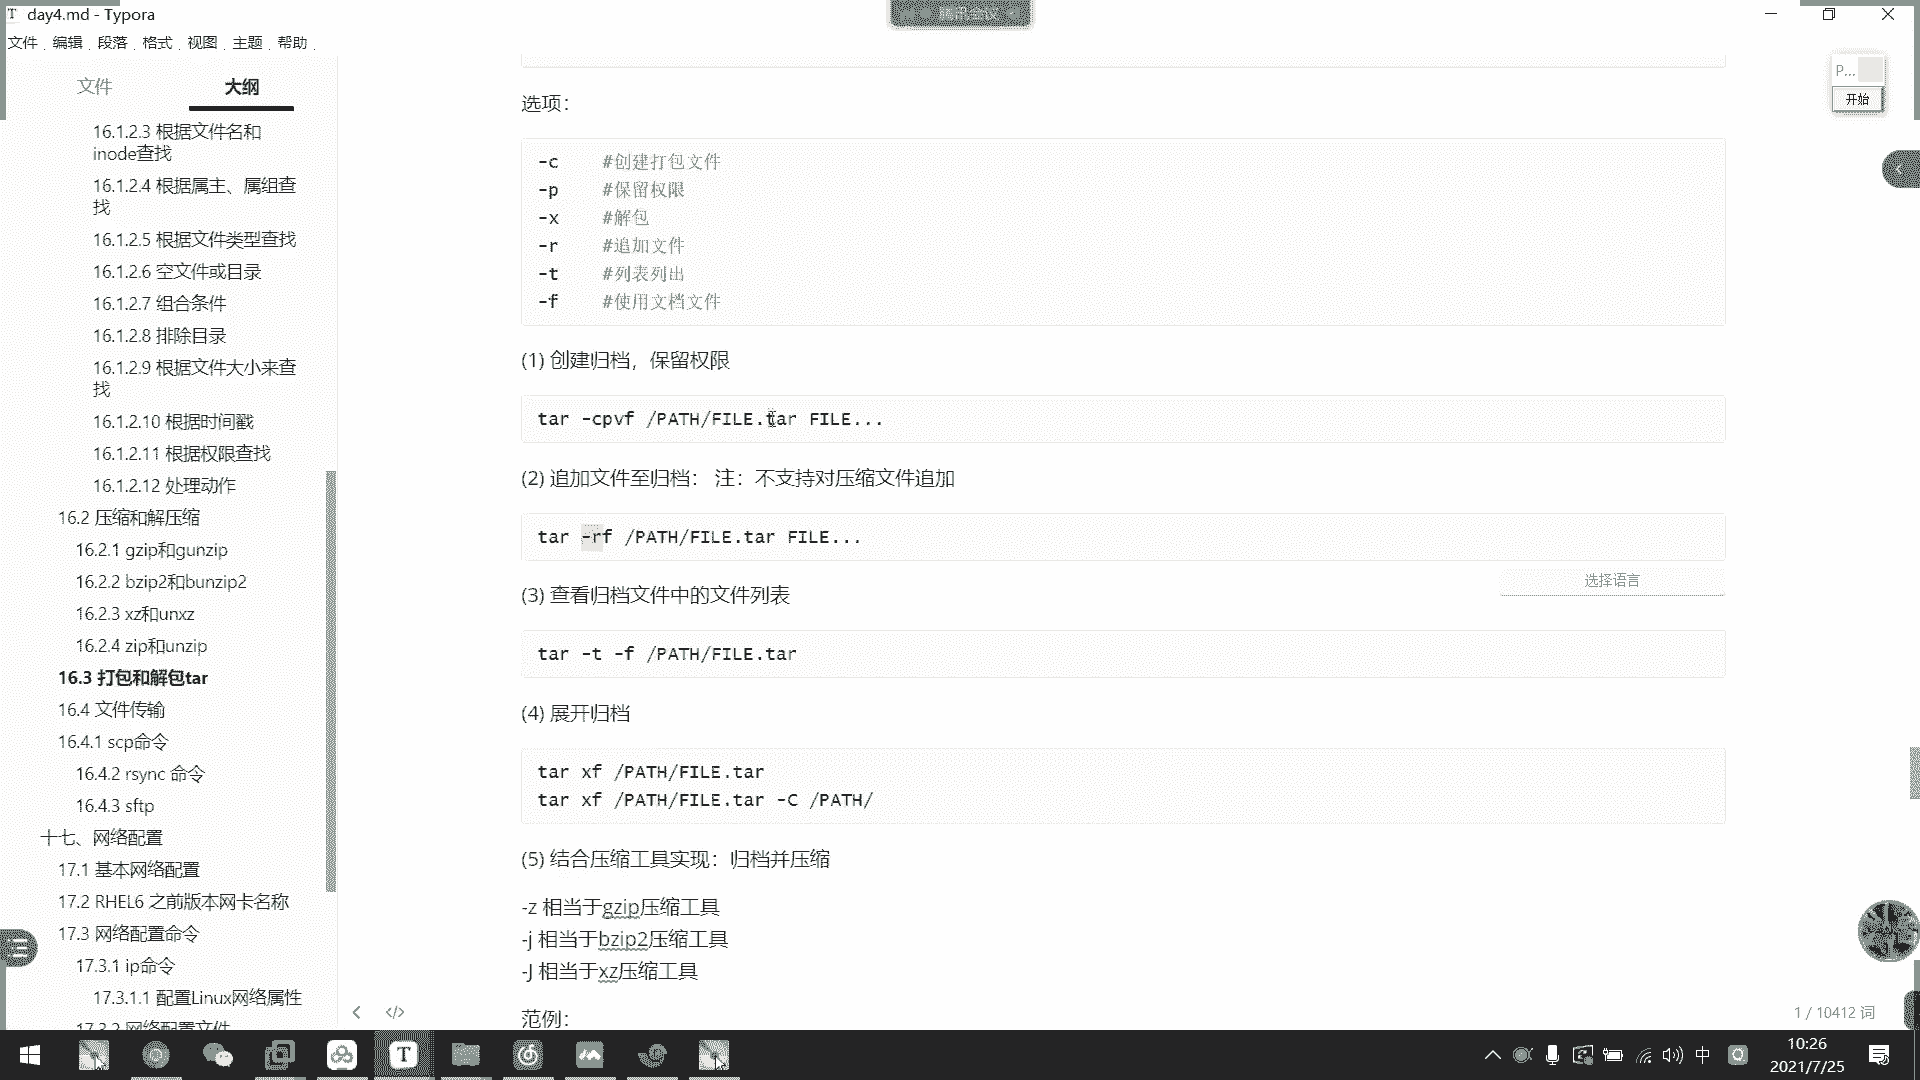 day4.md - Typora
腾讯会议
文件 编辑 段落 格式 视图 主题 帮助
文件 大纲
16.1.2.3 根据文件名和
inode查找
16.1.2.4 根据属主、属组查
找
16.1.2.5 根据文件类型查找
16.1.2.6 空文件或目录
16.1.2.7 组合条件
16.1.2.8 排除目录
16.1.2.9 根据文件大小来查
找
16.1.2.10 根据时间戳
16.1.2.11 根据权限查找
16.1.2.12 处理动作
16.2 压缩和解压缩
16.2.1 gzip和gunzip
16.2.2 bzip2和bunzip2
16.2.3 xz和unxz
16.2.4 zip和unzip
16.3 打包和解包tar
16.4 文件传输
16.4.1 scp命令
16.4.2 rsync 命令
16.4.3 sftp
十七、网络配置
17.1 基本网络配置
17.2 RHEL6 之前版本网卡名称
17.3 网络配置命令
17.3.1 ip命令
17.3.1.1 配置Linux网络属性
17.3.2 网络配置文件
选项：
-c #创建打包文件
-p #保留权限
-x #解包
-r #追加文件
-t #列表列出
-f #使用文档文件
(1) 创建归档，保留权限
tar -cpvf /PATH/FILE.tar FILE...
(2) 追加文件至归档： 注：不支持对压缩文件追加
tar -rf /PATH/FILE.tar FILE...
选择语言
(3) 查看归档文件中的文件列表
tar -t -f /PATH/FILE.tar
(4) 展开归档
tar xf /PATH/FILE.tar
tar xf /PATH/FILE.tar -C /PATH/
(5) 结合压缩工具实现：归档并压缩
-z 相当于gzip压缩工具
-j 相当于bzip2压缩工具
-J 相当于xz压缩工具
范例：
P...
开始
1 / 10412 词
中
10:26
2021/7/25